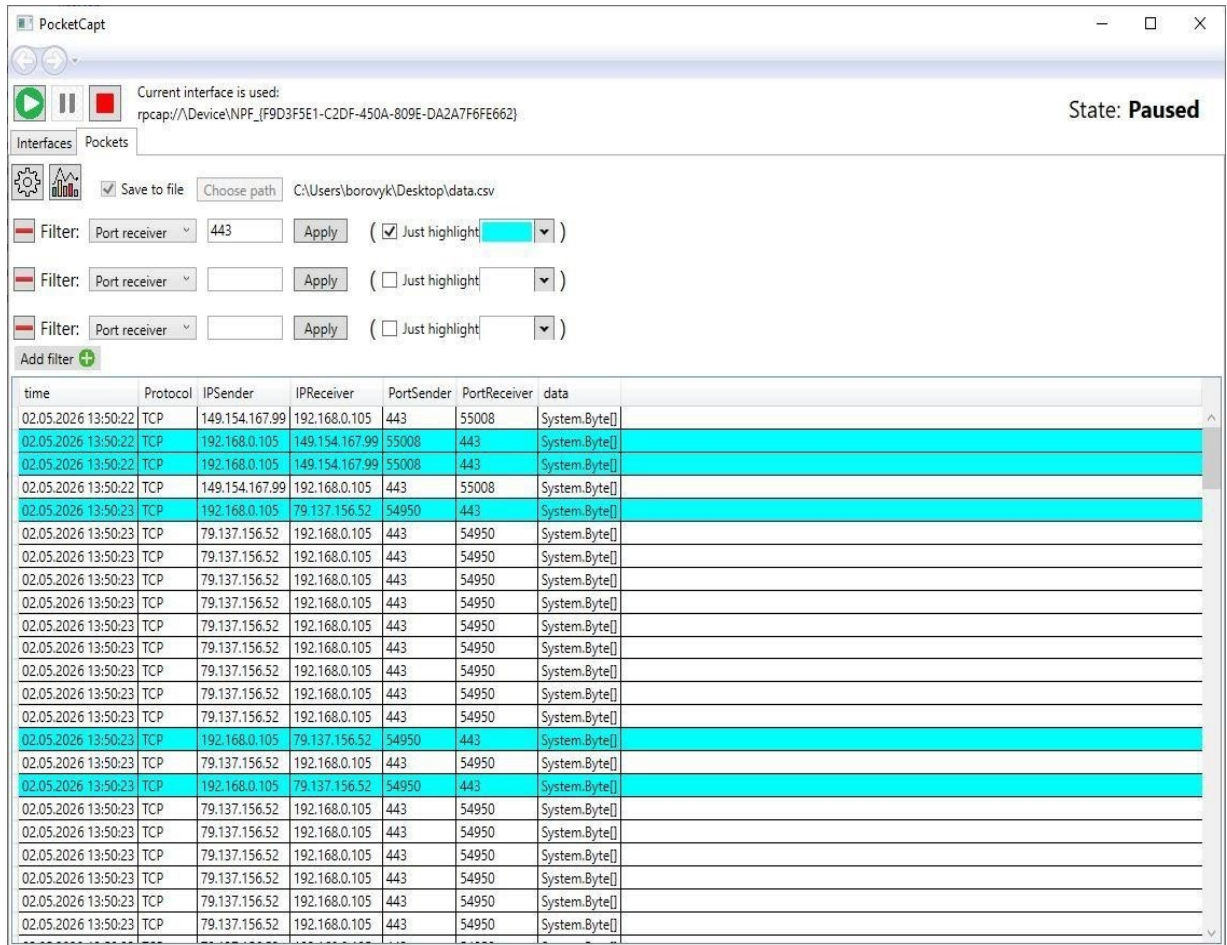 PocketCapt
Current interface is used:
rpcap://\Device\NPF_{F9D3F5E1-C2DF-450A-809E-DA2A7F6FE662}
State: Paused
Interfaces Pockets
Save to file Choose path C:\Users\borovyk\Desktop\data.csv
Filter: Port receiver 443 Apply ( Just highlight )
Filter: Port receiver Apply ( Just highlight )
Filter: Port receiver Apply ( Just highlight )
Add filter
time Protocol IPSender IPReceiver PortSender PortReceiver data
02.05.2026 13:50:22 TCP 149.154.167.99 192.168.0.105 443 55008 System.Byte[]
02.05.2026 13:50:22 TCP 192.168.0.105 149.154.167.99 55008 443 System.Byte[]
02.05.2026 13:50:22 TCP 192.168.0.105 149.154.167.99 55008 443 System.Byte[]
02.05.2026 13:50:22 TCP 149.154.167.99 192.168.0.105 443 55008 System.Byte[]
02.05.2026 13:50:23 TCP 192.168.0.105 79.137.156.52 54950 443 System.Byte[]
02.05.2026 13:50:23 TCP 79.137.156.52 192.168.0.105 443 54950 System.Byte[]
02.05.2026 13:50:23 TCP 79.137.156.52 192.168.0.105 443 54950 System.Byte[]
02.05.2026 13:50:23 TCP 79.137.156.52 192.168.0.105 443 54950 System.Byte[]
02.05.2026 13:50:23 TCP 79.137.156.52 192.168.0.105 443 54950 System.Byte[]
02.05.2026 13:50:23 TCP 79.137.156.52 192.168.0.105 443 54950 System.Byte[]
02.05.2026 13:50:23 TCP 79.137.156.52 192.168.0.105 443 54950 System.Byte[]
02.05.2026 13:50:23 TCP 79.137.156.52 192.168.0.105 443 54950 System.Byte[]
02.05.2026 13:50:23 TCP 79.137.156.52 192.168.0.105 443 54950 System.Byte[]
02.05.2026 13:50:23 TCP 79.137.156.52 192.168.0.105 443 54950 System.Byte[]
02.05.2026 13:50:23 TCP 192.168.0.105 79.137.156.52 54950 443 System.Byte[]
02.05.2026 13:50:23 TCP 79.137.156.52 192.168.0.105 443 54950 System.Byte[]
02.05.2026 13:50:23 TCP 192.168.0.105 79.137.156.52 54950 443 System.Byte[]
02.05.2026 13:50:23 TCP 79.137.156.52 192.168.0.105 443 54950 System.Byte[]
02.05.2026 13:50:23 TCP 79.137.156.52 192.168.0.105 443 54950 System.Byte[]
02.05.2026 13:50:23 TCP 79.137.156.52 192.168.0.105 443 54950 System.Byte[]
02.05.2026 13:50:23 TCP 79.137.156.52 192.168.0.105 443 54950 System.Byte[]
02.05.2026 13:50:23 TCP 79.137.156.52 192.168.0.105 443 54950 System.Byte[]
02.05.2026 13:50:23 TCP 79.137.156.52 192.168.0.105 443 54950 System.Byte[]